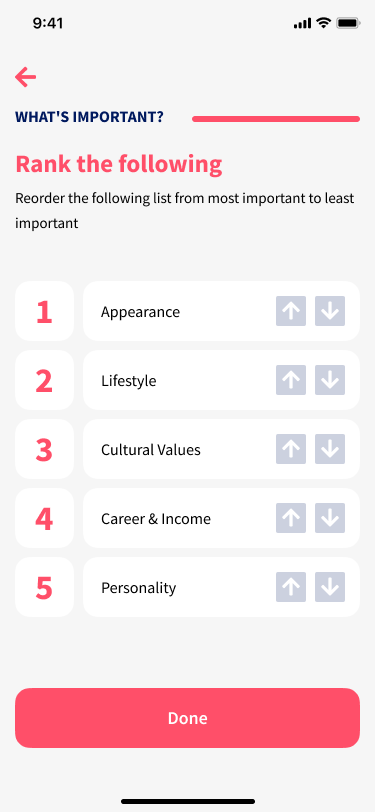 9:41
WHAT'S IMPORTANT?
Rank the following
Reorder the following list from most important to least
important
1
Appearance
2
Lifestyle
3
Cultural Values
4
Career & Income
5
Personality
Done